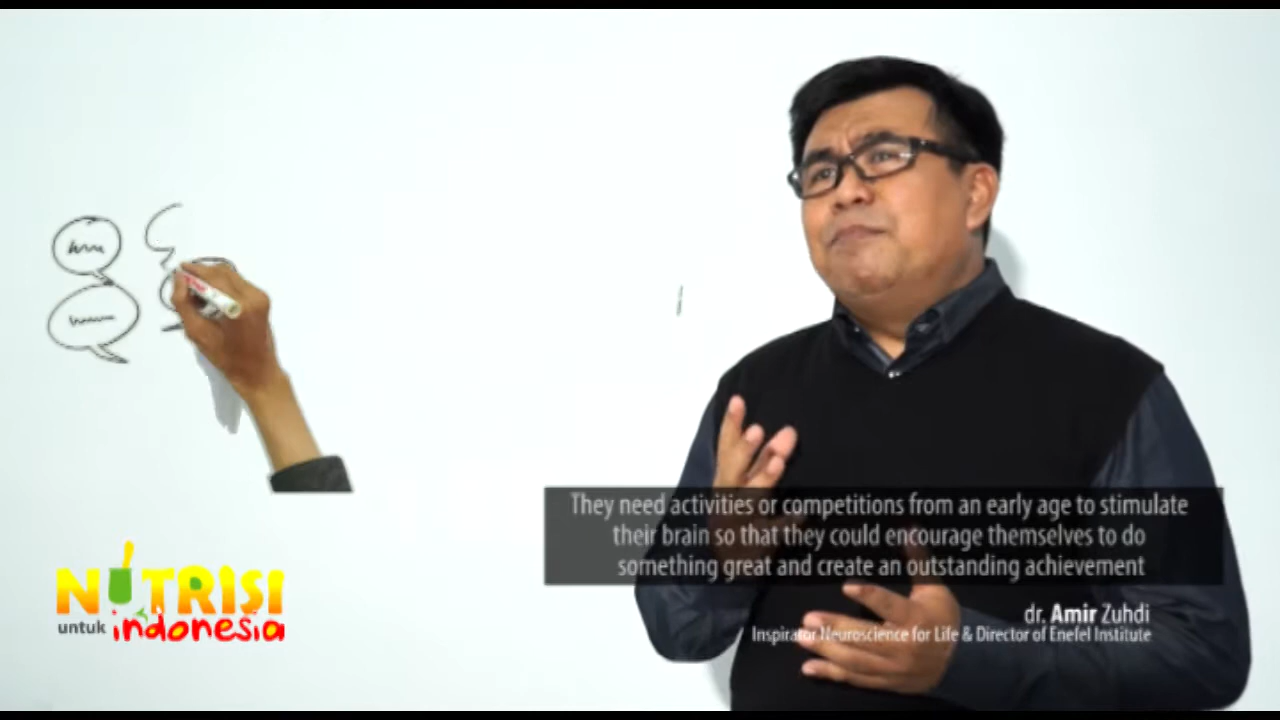 They need activities or competitions from an early age to stimulate
their brain so that they could encourage themselves to do
something great and create an outstanding achievement
NUTRISI
untuk indonesia
dr. Amir Zuhdi
Inspirator Neuroscience for Life & Director of Enefel Institute